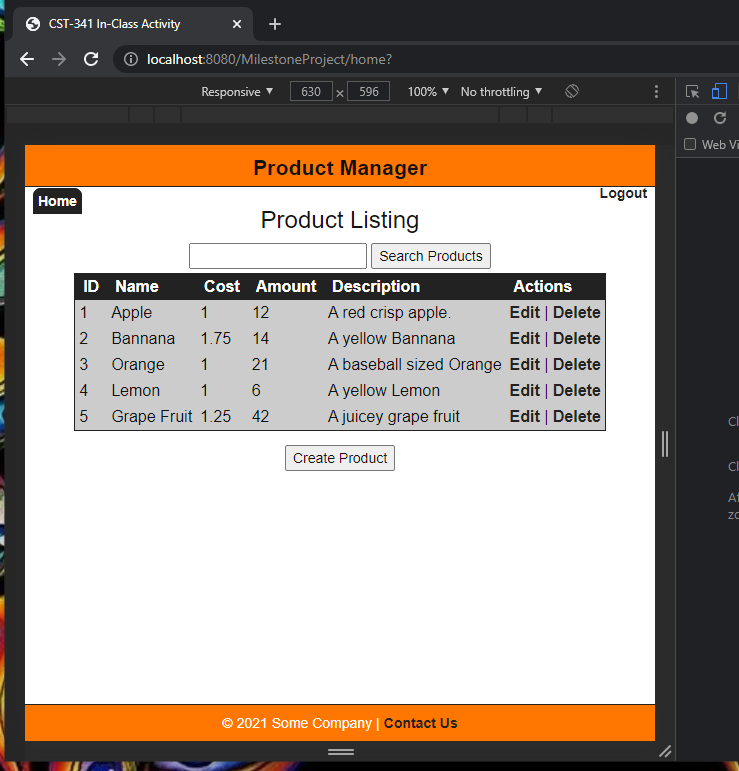 CST-341 In-Class Activity
localhost:8080/MilestoneProject/home?
Responsive 630 × 596 100% No throttling
Web
Product Manager
Home
Logout
Product Listing
Search Products
ID Name Cost Amount Description Actions
1 Apple 1 12 A red crisp apple. Edit | Delete
2 Bannana 1.75 14 A yellow Bannana Edit | Delete
3 Orange 1 21 A baseball sized Orange Edit | Delete
4 Lemon 1 6 A yellow Lemon Edit | Delete
5 Grape Fruit 1.25 42 A juicey grape fruit Edit | Delete
Create Product
© 2021 Some Company | Contact Us